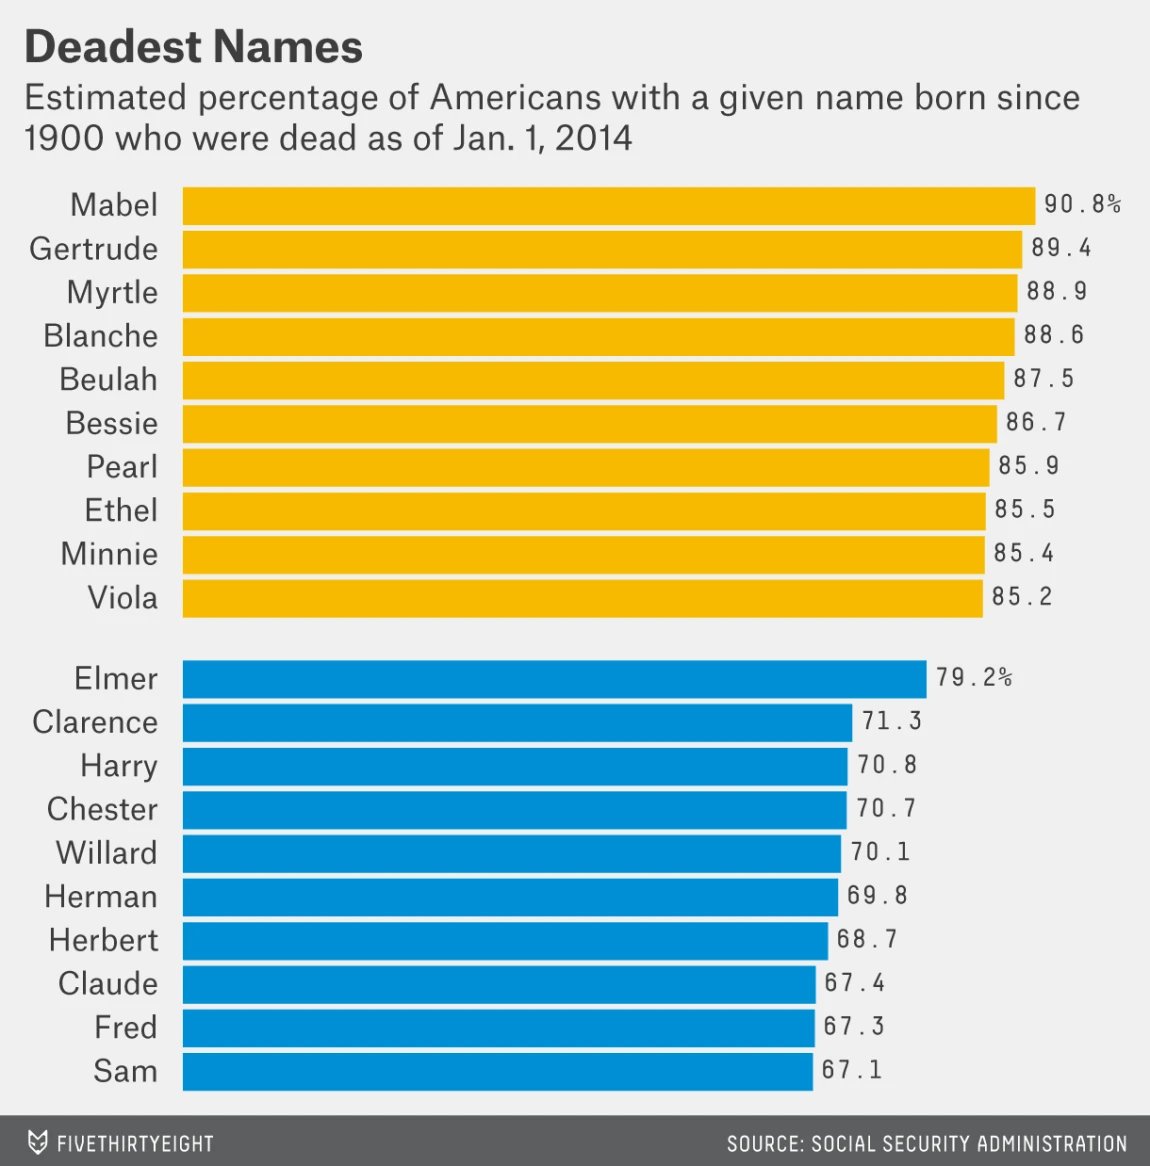 Deadest Names
Estimated percentage of Americans with a given name born since
1900 who were dead as of Jan. 1, 2014
Mabel 90.8%
Gertrude 89.4
Myrtle 88.9
Blanche 88.6
Beulah 87.5
Bessie 86.7
Pearl 85.9
Ethel 85.5
Minnie 85.4
Viola 85.2
Elmer 79.2%
Clarence 71.3
Harry 70.8
Chester 70.7
Willard 70.1
Herman 69.8
Herbert 68.7
Claude 67.4
Fred 67.3
Sam 67.1
FIVETHIRTYEIGHT SOURCE: SOCIAL SECURITY ADMINISTRATION